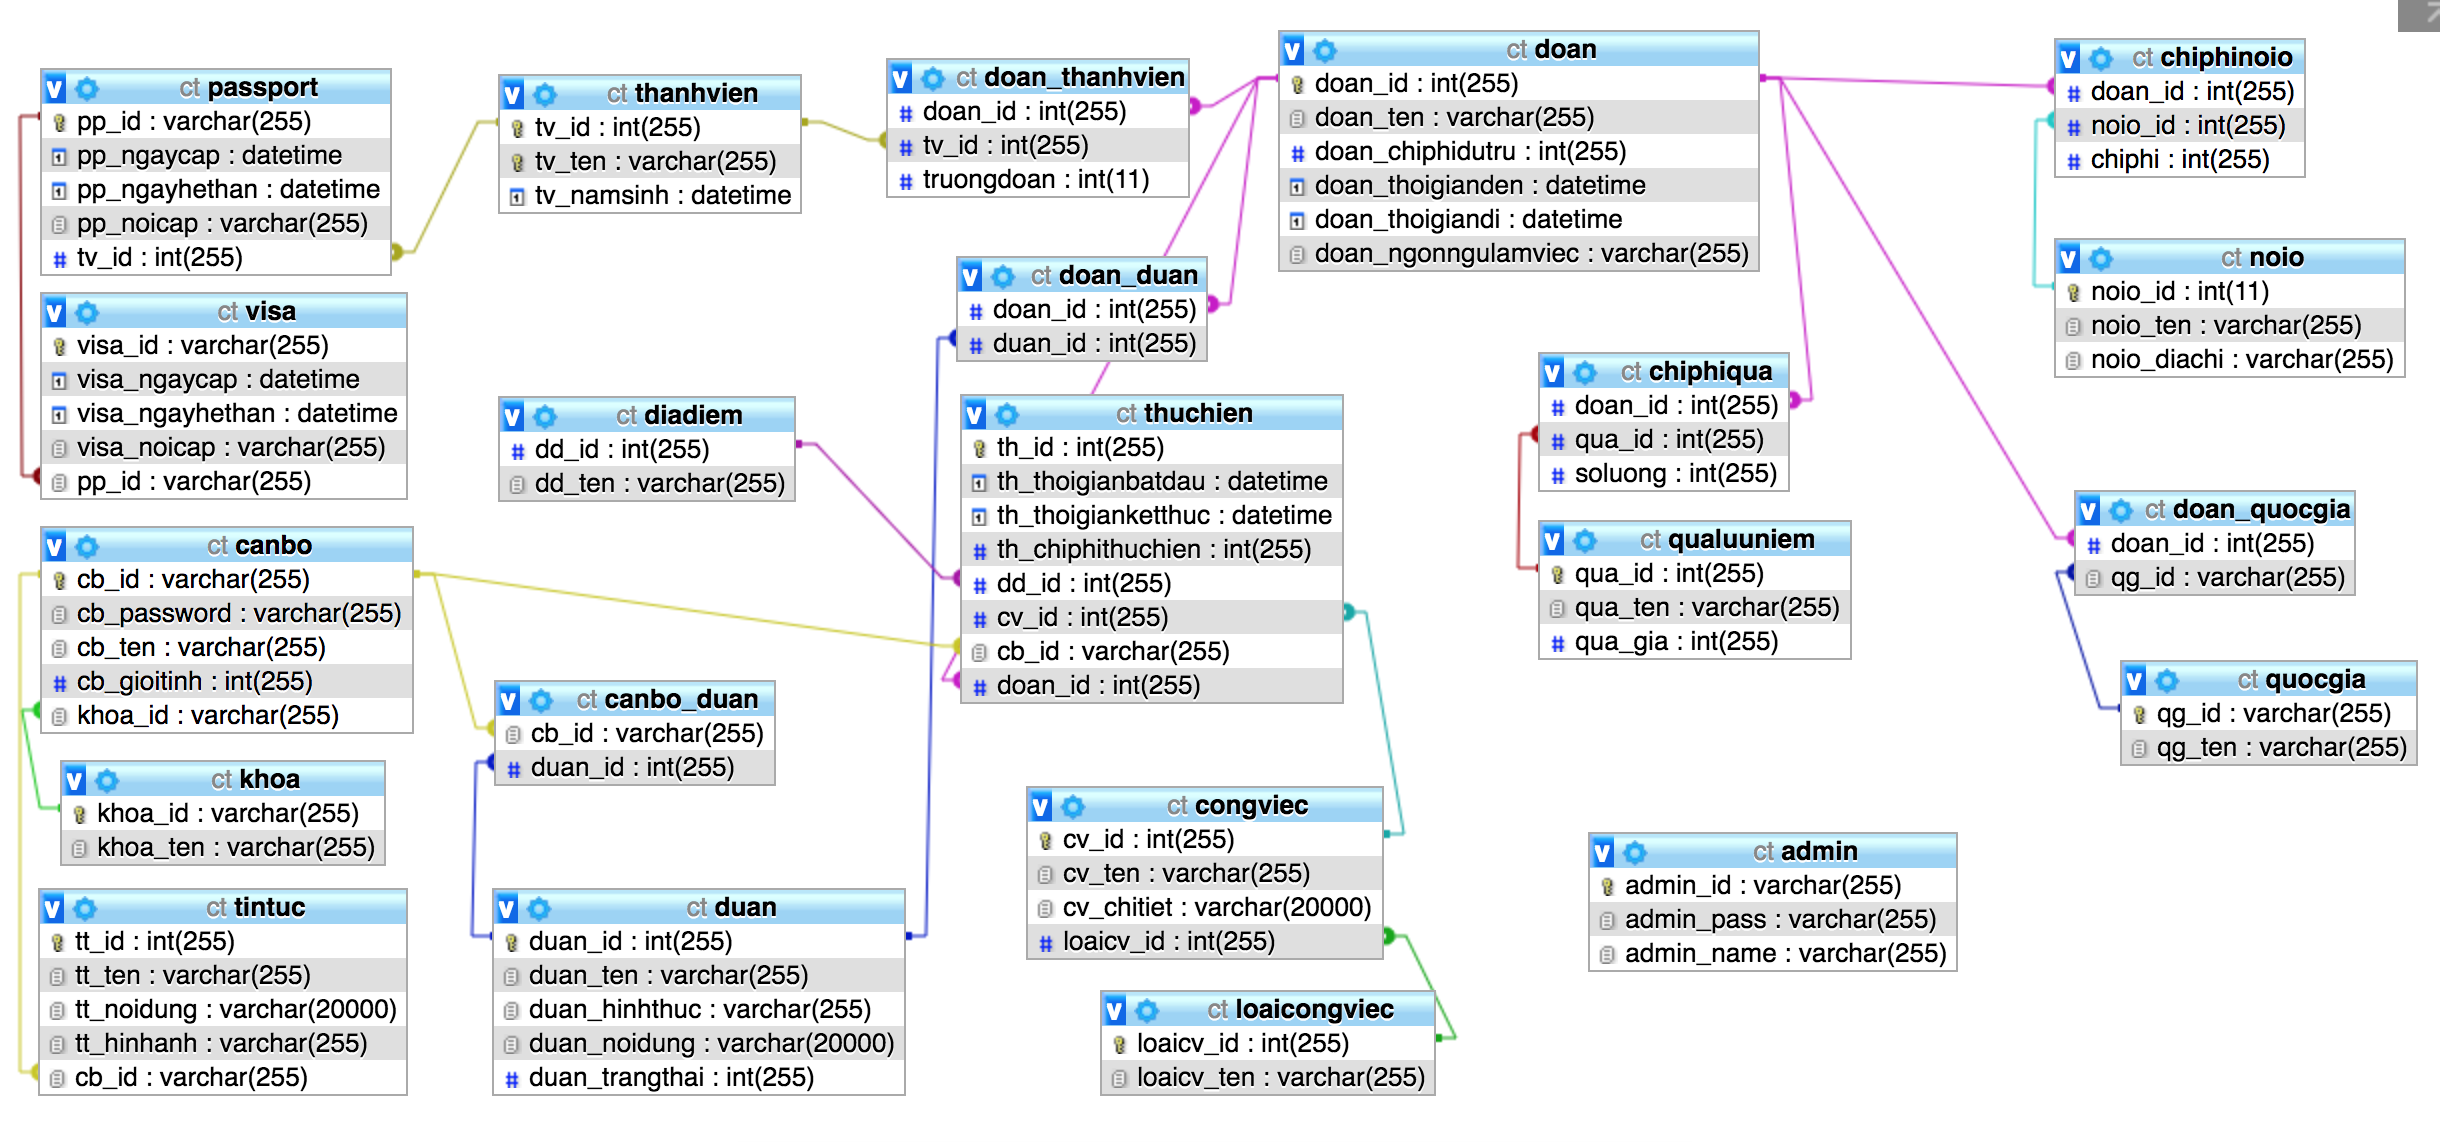 ct passport
pp_id : varchar(255)
pp_ngaycap : datetime
pp_ngayhethan : datetime
pp_noicap : varchar(255)
tv_id : int(255)
ct visa
visa_id : varchar(255)
visa_ngaycap : datetime
visa_ngayhethan : datetime
visa_noicap : varchar(255)
pp_id : varchar(255)
ct canbo
cb_id : varchar(255)
cb_password : varchar(255)
cb_ten : varchar(255)
cb_gioitinh : int(255)
khoa_id : varchar(255)
ct khoa
khoa_id : varchar(255)
khoa_ten : varchar(255)
ct tintuc
tt_id : int(255)
tt_ten : varchar(255)
tt_noidung : varchar(20000)
tt_hinhanh : varchar(255)
cb_id : varchar(255)
ct thanhvien
tv_id : int(255)
tv_ten : varchar(255)
tv_namsinh : datetime
ct diadiem
dd_id : int(255)
dd_ten : varchar(255)
ct canbo_duan
cb_id : varchar(255)
duan_id : int(255)
ct duan
duan_id : int(255)
duan_ten : varchar(255)
duan_hinhthuc : varchar(255)
duan_noidung : varchar(20000)
duan_trangthai : int(255)
ct doan_thanhvien
doan_id : int(255)
tv_id : int(255)
truongdoan : int(11)
ct doan_duan
doan_id : int(255)
duan_id : int(255)
ct thuchien
th_id : int(255)
th_thoigianbatdau : datetime
th_thoigianketthuc : datetime
th_chiphithuchien : int(255)
dd_id : int(255)
cv_id : int(255)
cb_id : varchar(255)
doan_id : int(255)
ct congviec
cv_id : int(255)
cv_ten : varchar(255)
cv_chitiet : varchar(20000)
loaicv_id : int(255)
ct loaicongviec
loaicv_id : int(255)
loaicv_ten : varchar(255)
ct doan
doan_id : int(255)
doan_ten : varchar(255)
doan_chiphidutru : int(255)
doan_thoigianden : datetime
doan_thoigiandi : datetime
doan_ngonngulamviec : varchar(255)
ct chiphiqua
doan_id : int(255)
qua_id : int(255)
soluong : int(255)
ct qualuuniem
qua_id : int(255)
qua_ten : varchar(255)
qua_gia : int(255)
ct admin
admin_id : varchar(255)
admin_pass : varchar(255)
admin_name : varchar(255)
ct chiphinoio
doan_id : int(255)
noio_id : int(255)
chiphi : int(255)
ct noio
noio_id : int(11)
noio_ten : varchar(255)
noio_diachi : varchar(255)
ct doan_quocgia
doan_id : int(255)
qg_id : varchar(255)
ct quocgia
qg_id : varchar(255)
qg_ten : varchar(255)